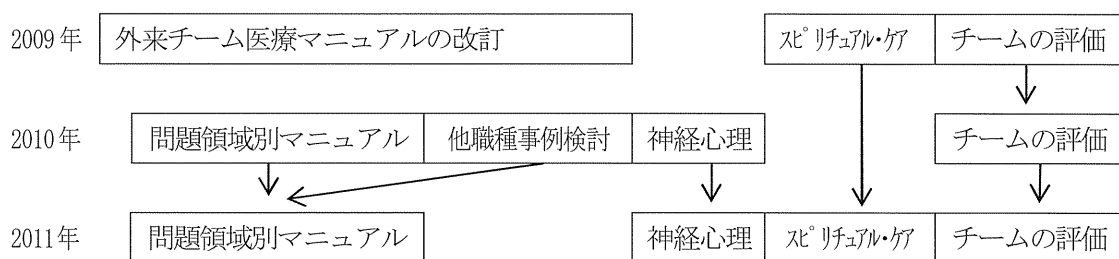 2009年 外来チーム医療マニュアルの改訂 スピリチュアル・ケア チームの評価
2010年 問題領域別マニュアル 他職種事例検討 神経心理 チームの評価
2011年 問題領域別マニュアル 神経心理 スピリチュアル・ケア チームの評価